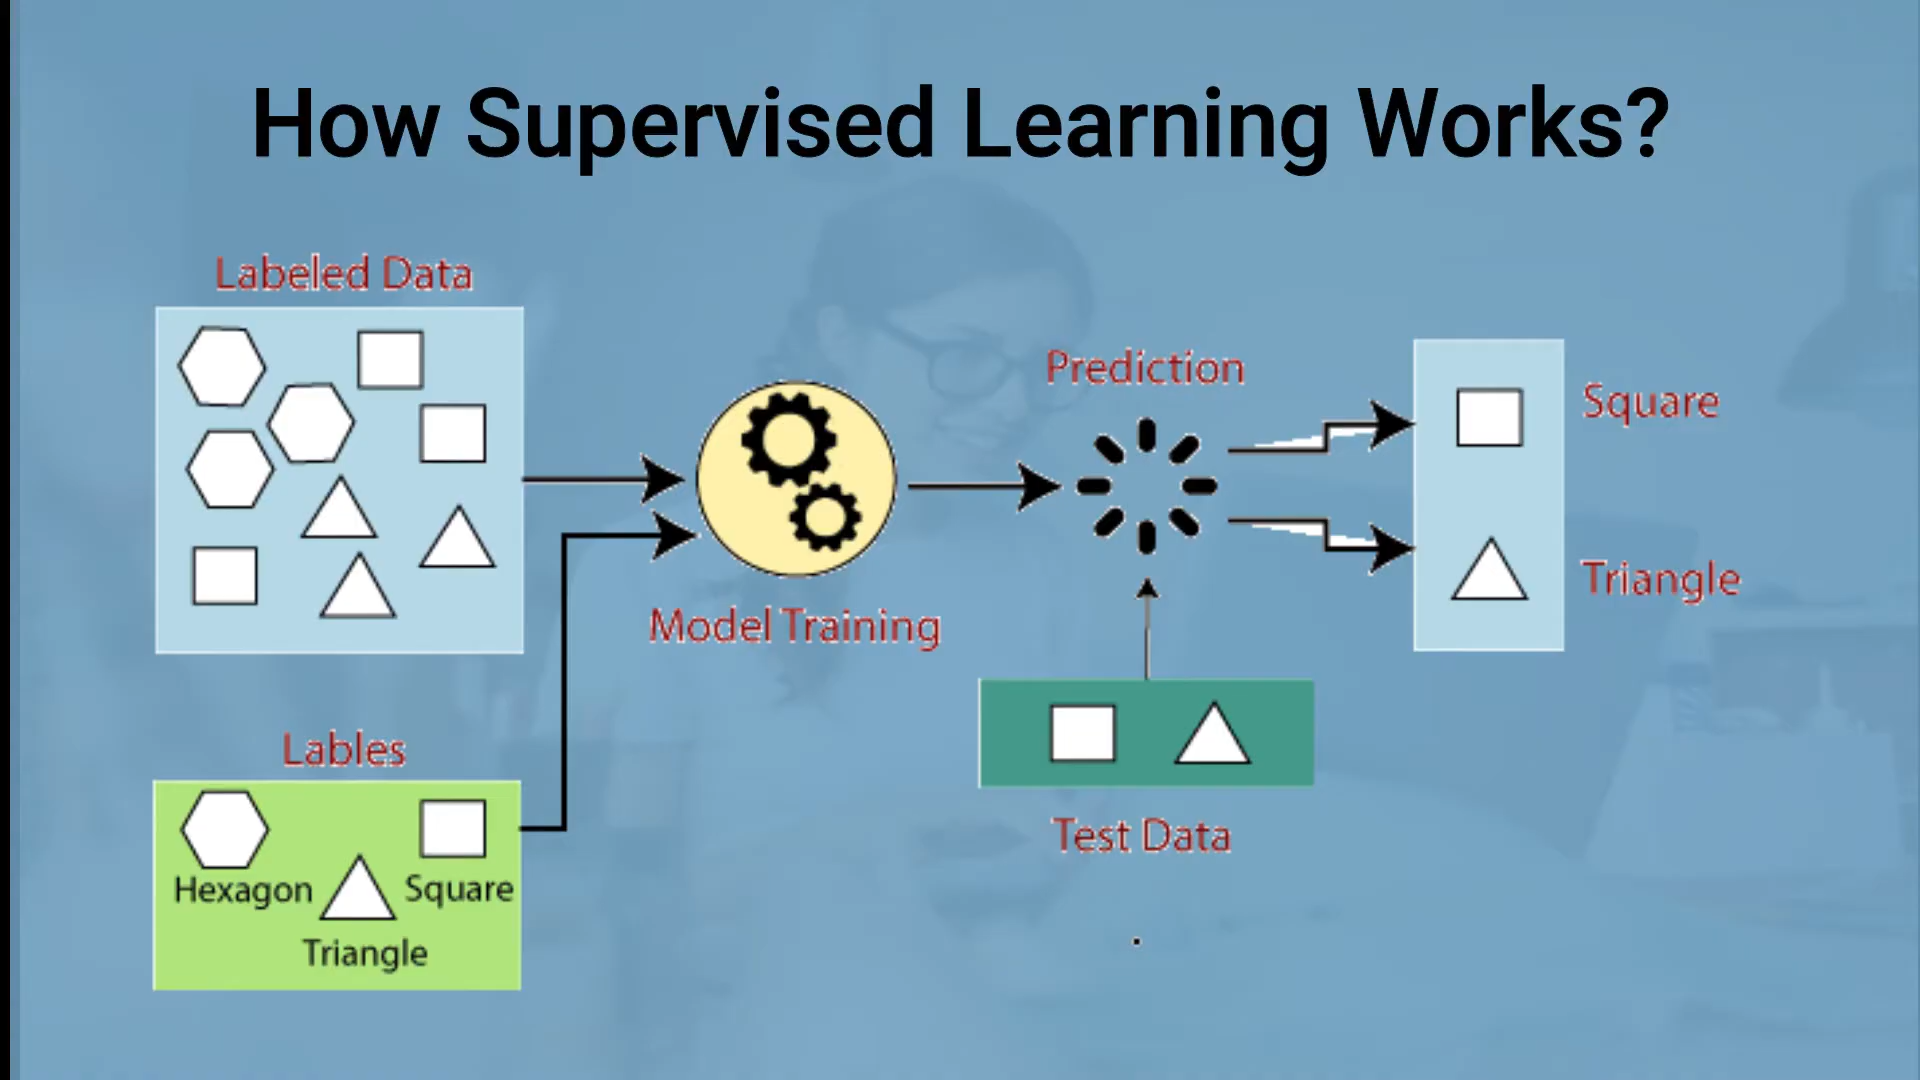 How Supervised Learning Works?
Labeled Data
Prediction
Square
Triangle
Model Training
Lables
Hexagon
Square
Triangle
Test Data